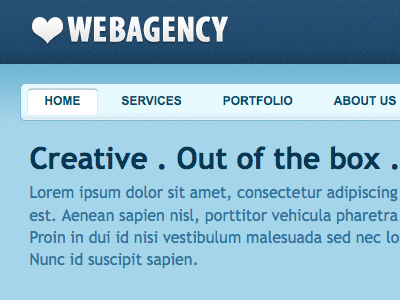 WEBAGENCY
HOME SERVICES PORTFOLIO ABOUT US
Creative . Out of the box .
Lorem ipsum dolor sit amet, consectetur adipiscing
est. Aenean sapien nisl, porttitor vehicula pharetra
Proin in dui id nisi vestibulum malesuada sed nec lo
Nunc id suscipit sapien.